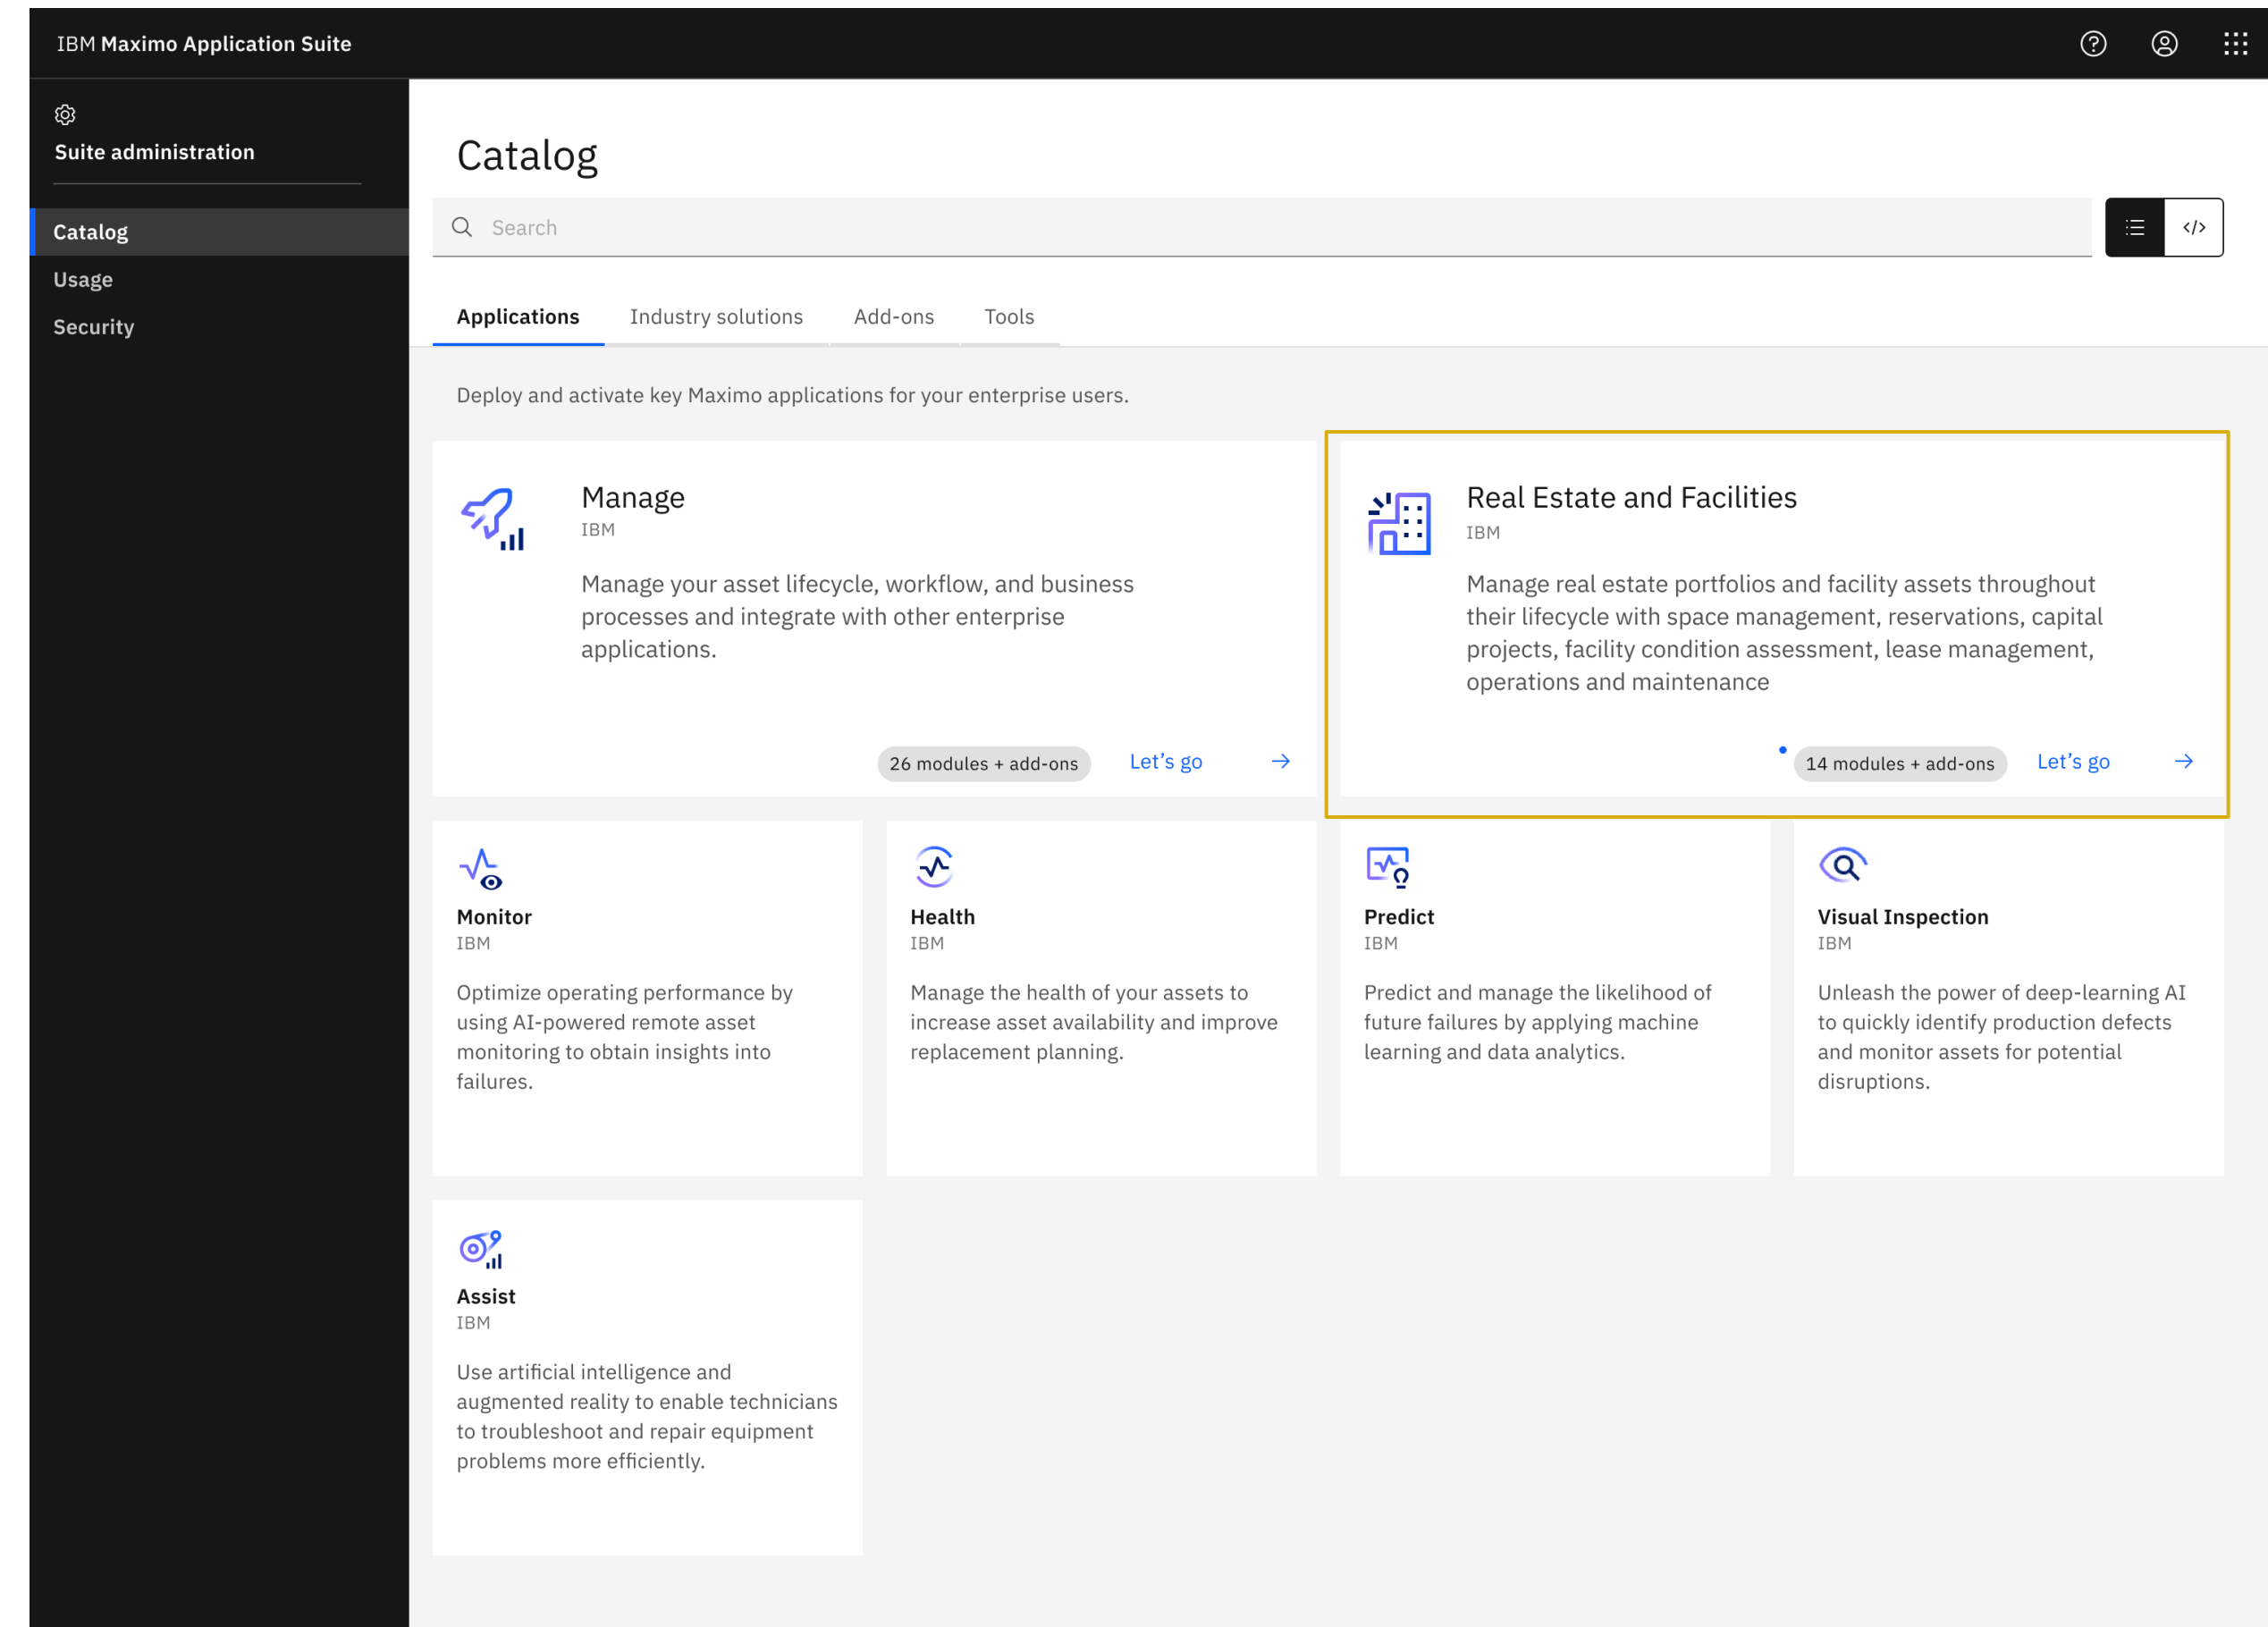 IBM Maximo Application Suite
Suite administration
Catalog
Usage
Security
Catalog
Search
</>
Applications Industry solutions Add-ons Tools
Deploy and activate key Maximo applications for your enterprise users.
Manage
IBM
Manage your asset lifecycle, workflow, and business
processes and integrate with other enterprise
applications.
26 modules + add-ons Let’s go
Real Estate and Facilities
IBM
Manage real estate portfolios and facility assets throughout
their lifecycle with space management, reservations, capital
projects, facility condition assessment, lease management,
operations and maintenance
14 modules + add-ons Let’s go
Monitor
IBM
Optimize operating performance by
using AI-powered remote asset
monitoring to obtain insights into
failures.
Health
IBM
Manage the health of your assets to
increase asset availability and improve
replacement planning.
Predict
IBM
Predict and manage the likelihood of
future failures by applying machine
learning and data analytics.
Visual Inspection
IBM
Unleash the power of deep-learning AI
to quickly identify production defects
and monitor assets for potential
disruptions.
Assist
IBM
Use artificial intelligence and
augmented reality to enable technicians
to troubleshoot and repair equipment
problems more efficiently.